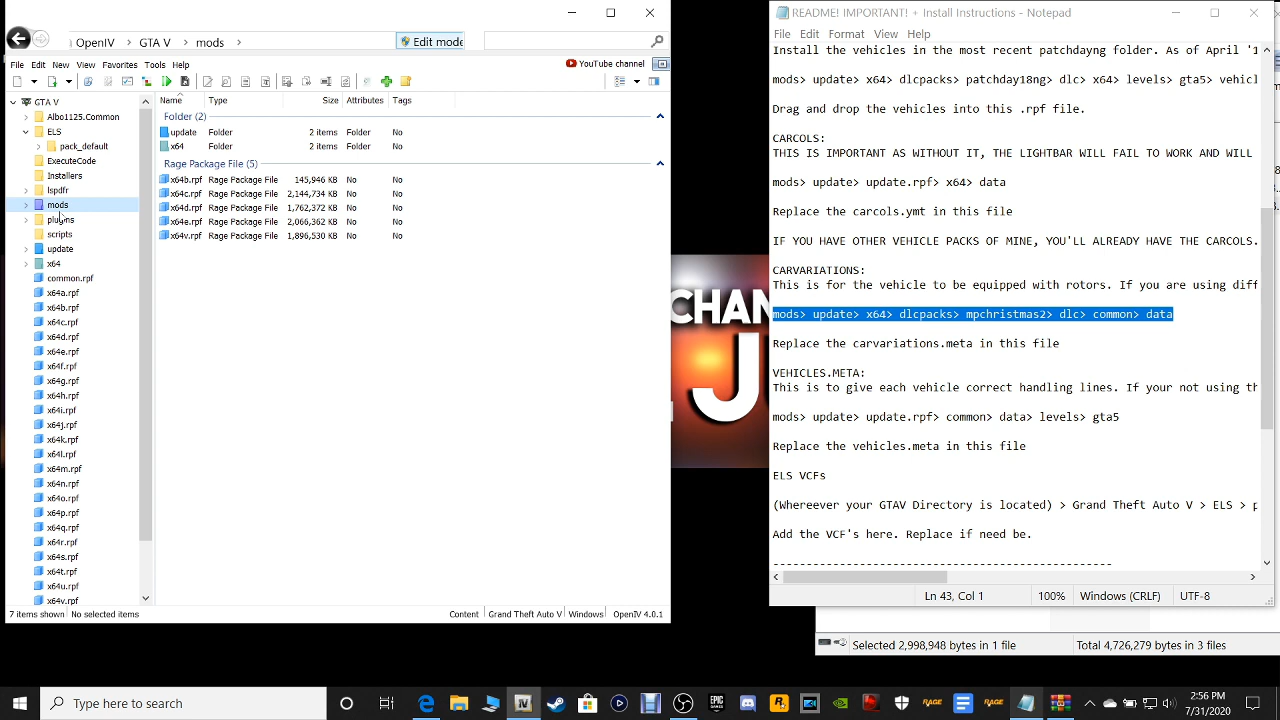 OpenIV > GTA V > mods >
Edit mode
File Edit View Favorites Tools Help
YouTube channel
GTA V
Albo1125.Common
ELS
pack_default
ExecuteCode
Installers
lspdfr
mods
plugins
scripts
update
x64
common.rpf
x64a.rpf
x64b.rpf
x64c.rpf
x64d.rpf
x64e.rpf
x64f.rpf
x64g.rpf
x64h.rpf
x64i.rpf
x64j.rpf
x64k.rpf
x64l.rpf
x64m.rpf
x64n.rpf
x64o.rpf
x64p.rpf
x64q.rpf
x64r.rpf
x64s.rpf
x64t.rpf
x64u.rpf
x64v.rpf
Name Type Size Attributes Tags
Folder (2)
update Folder 2 items Folder No
x64 Folder 2 items Folder No
Rage Package File (5)
x64b.rpf Rage Package File 145,946 KB No No
x64c.rpf Rage Package File 2,144,734 KB No No
x64d.rpf Rage Package File 1,762,372 KB No No
x64e.rpf Rage Package File 2,066,362 KB No No
x64v.rpf Rage Package File 1,896,530 KB No No
7 items shown No selected items Content Grand Theft Auto V Windows OpenIV 4.0.1
CHAN
JU
README! IMPORTANT! + Install Instructions - Notepad
File Edit Format View Help
Install the vehicles in the most recent patchdayng folder. As of April '1
mods> update> x64> dlcpacks> patchday18ng> dlc> x64> levels> gta5> vehicl
Drag and drop the vehicles into this .rpf file.
CARCOLS:
THIS IS IMPORTANT AS WITHOUT IT, THE LIGHTBAR WILL FAIL TO WORK AND WILL
mods> update> update.rpf> x64> data
Replace the carcols.ymt in this file
IF YOU HAVE OTHER VEHICLE PACKS OF MINE, YOU'LL ALREADY HAVE THE CARCOLS.
CARVARIATIONS:
This is for the vehicle to be equipped with rotors. If you are using diff
mods> update> x64> dlcpacks> mpchristmas2> dlc> common> data
Replace the carvariations.meta in this file
VEHICLES.META:
This is to give each vehicle correct handling lines. If your not using th
mods> update> update.rpf> common> data> levels> gta5
Replace the vehicles.meta in this file
ELS VCFs
(Whereever your GTAV Directory is located) > Grand Theft Auto V > ELS > p
Add the VCF's here. Replace if need be.
---------------------------------------------------
Ln 43, Col 1 100% Windows (CRLF) UTF-8
Selected 2,998,948 bytes in 1 file Total 4,726,279 bytes in 3 files
Type here to search
EPIC GAMES
RAGE
RAGE
2:56 PM
7/31/2020